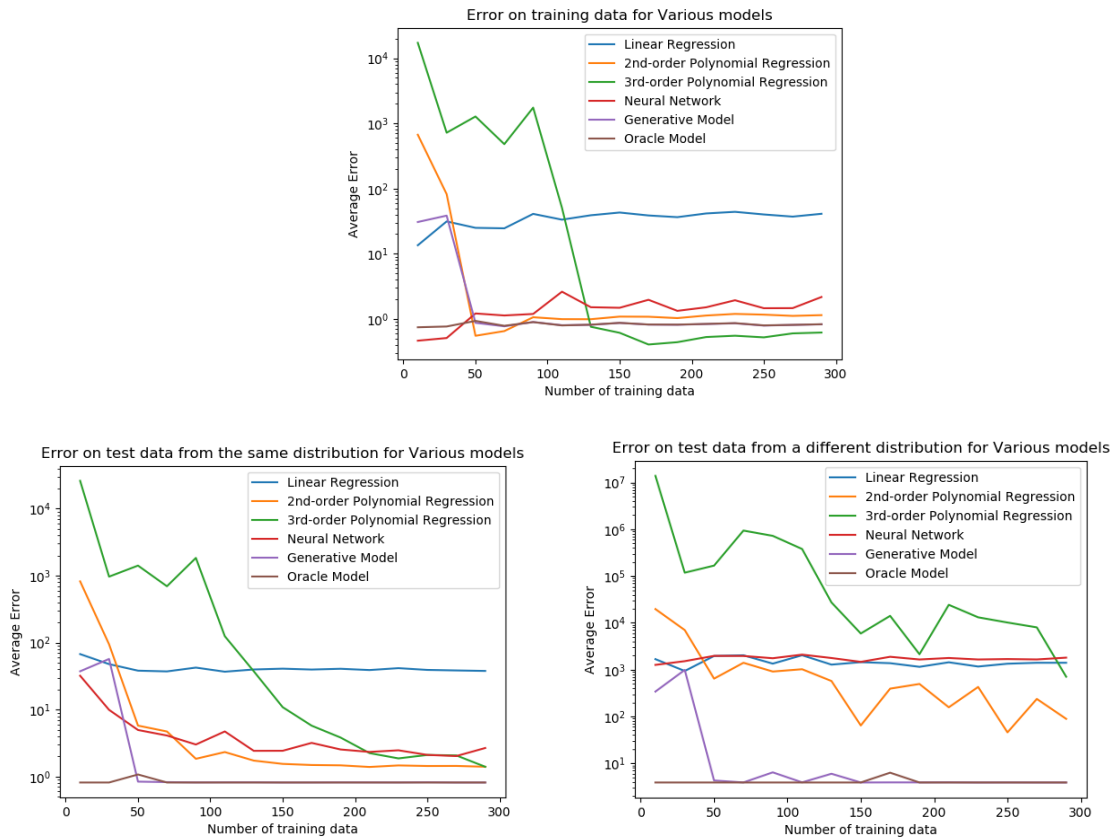 Error on training data for Various models
10^4
10^3
10^2
10^1
10^0
Average Error
Linear Regression
2nd-order Polynomial Regression
3rd-order Polynomial Regression
Neural Network
Generative Model
Oracle Model
0 50 100 150 200 250 300
Number of training data
Error on test data from the same distribution for Various models
10^4
10^3
10^2
10^1
10^0
Average Error
Linear Regression
2nd-order Polynomial Regression
3rd-order Polynomial Regression
Neural Network
Generative Model
Oracle Model
0 50 100 150 200 250 300
Number of training data
Error on test data from a different distribution for Various models
10^7
10^6
10^5
10^4
10^3
10^2
10^1
Average Error
Linear Regression
2nd-order Polynomial Regression
3rd-order Polynomial Regression
Neural Network
Generative Model
Oracle Model
0 50 100 150 200 250 300
Number of training data